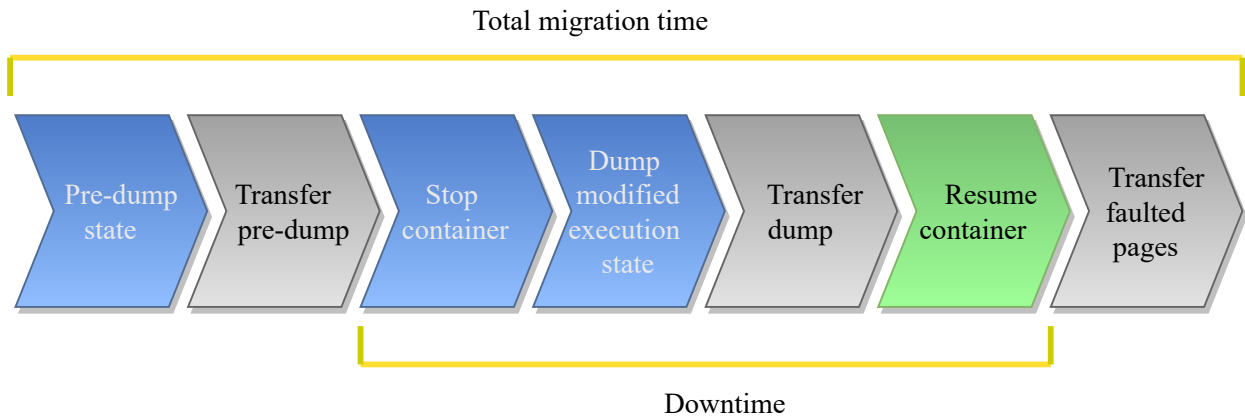 Total migration time
Pre-dump
state
Transfer
pre-dump
Stop
container
Dump
modified
execution
state
Transfer
dump
Resume
container
Transfer
faulted
pages
Downtime